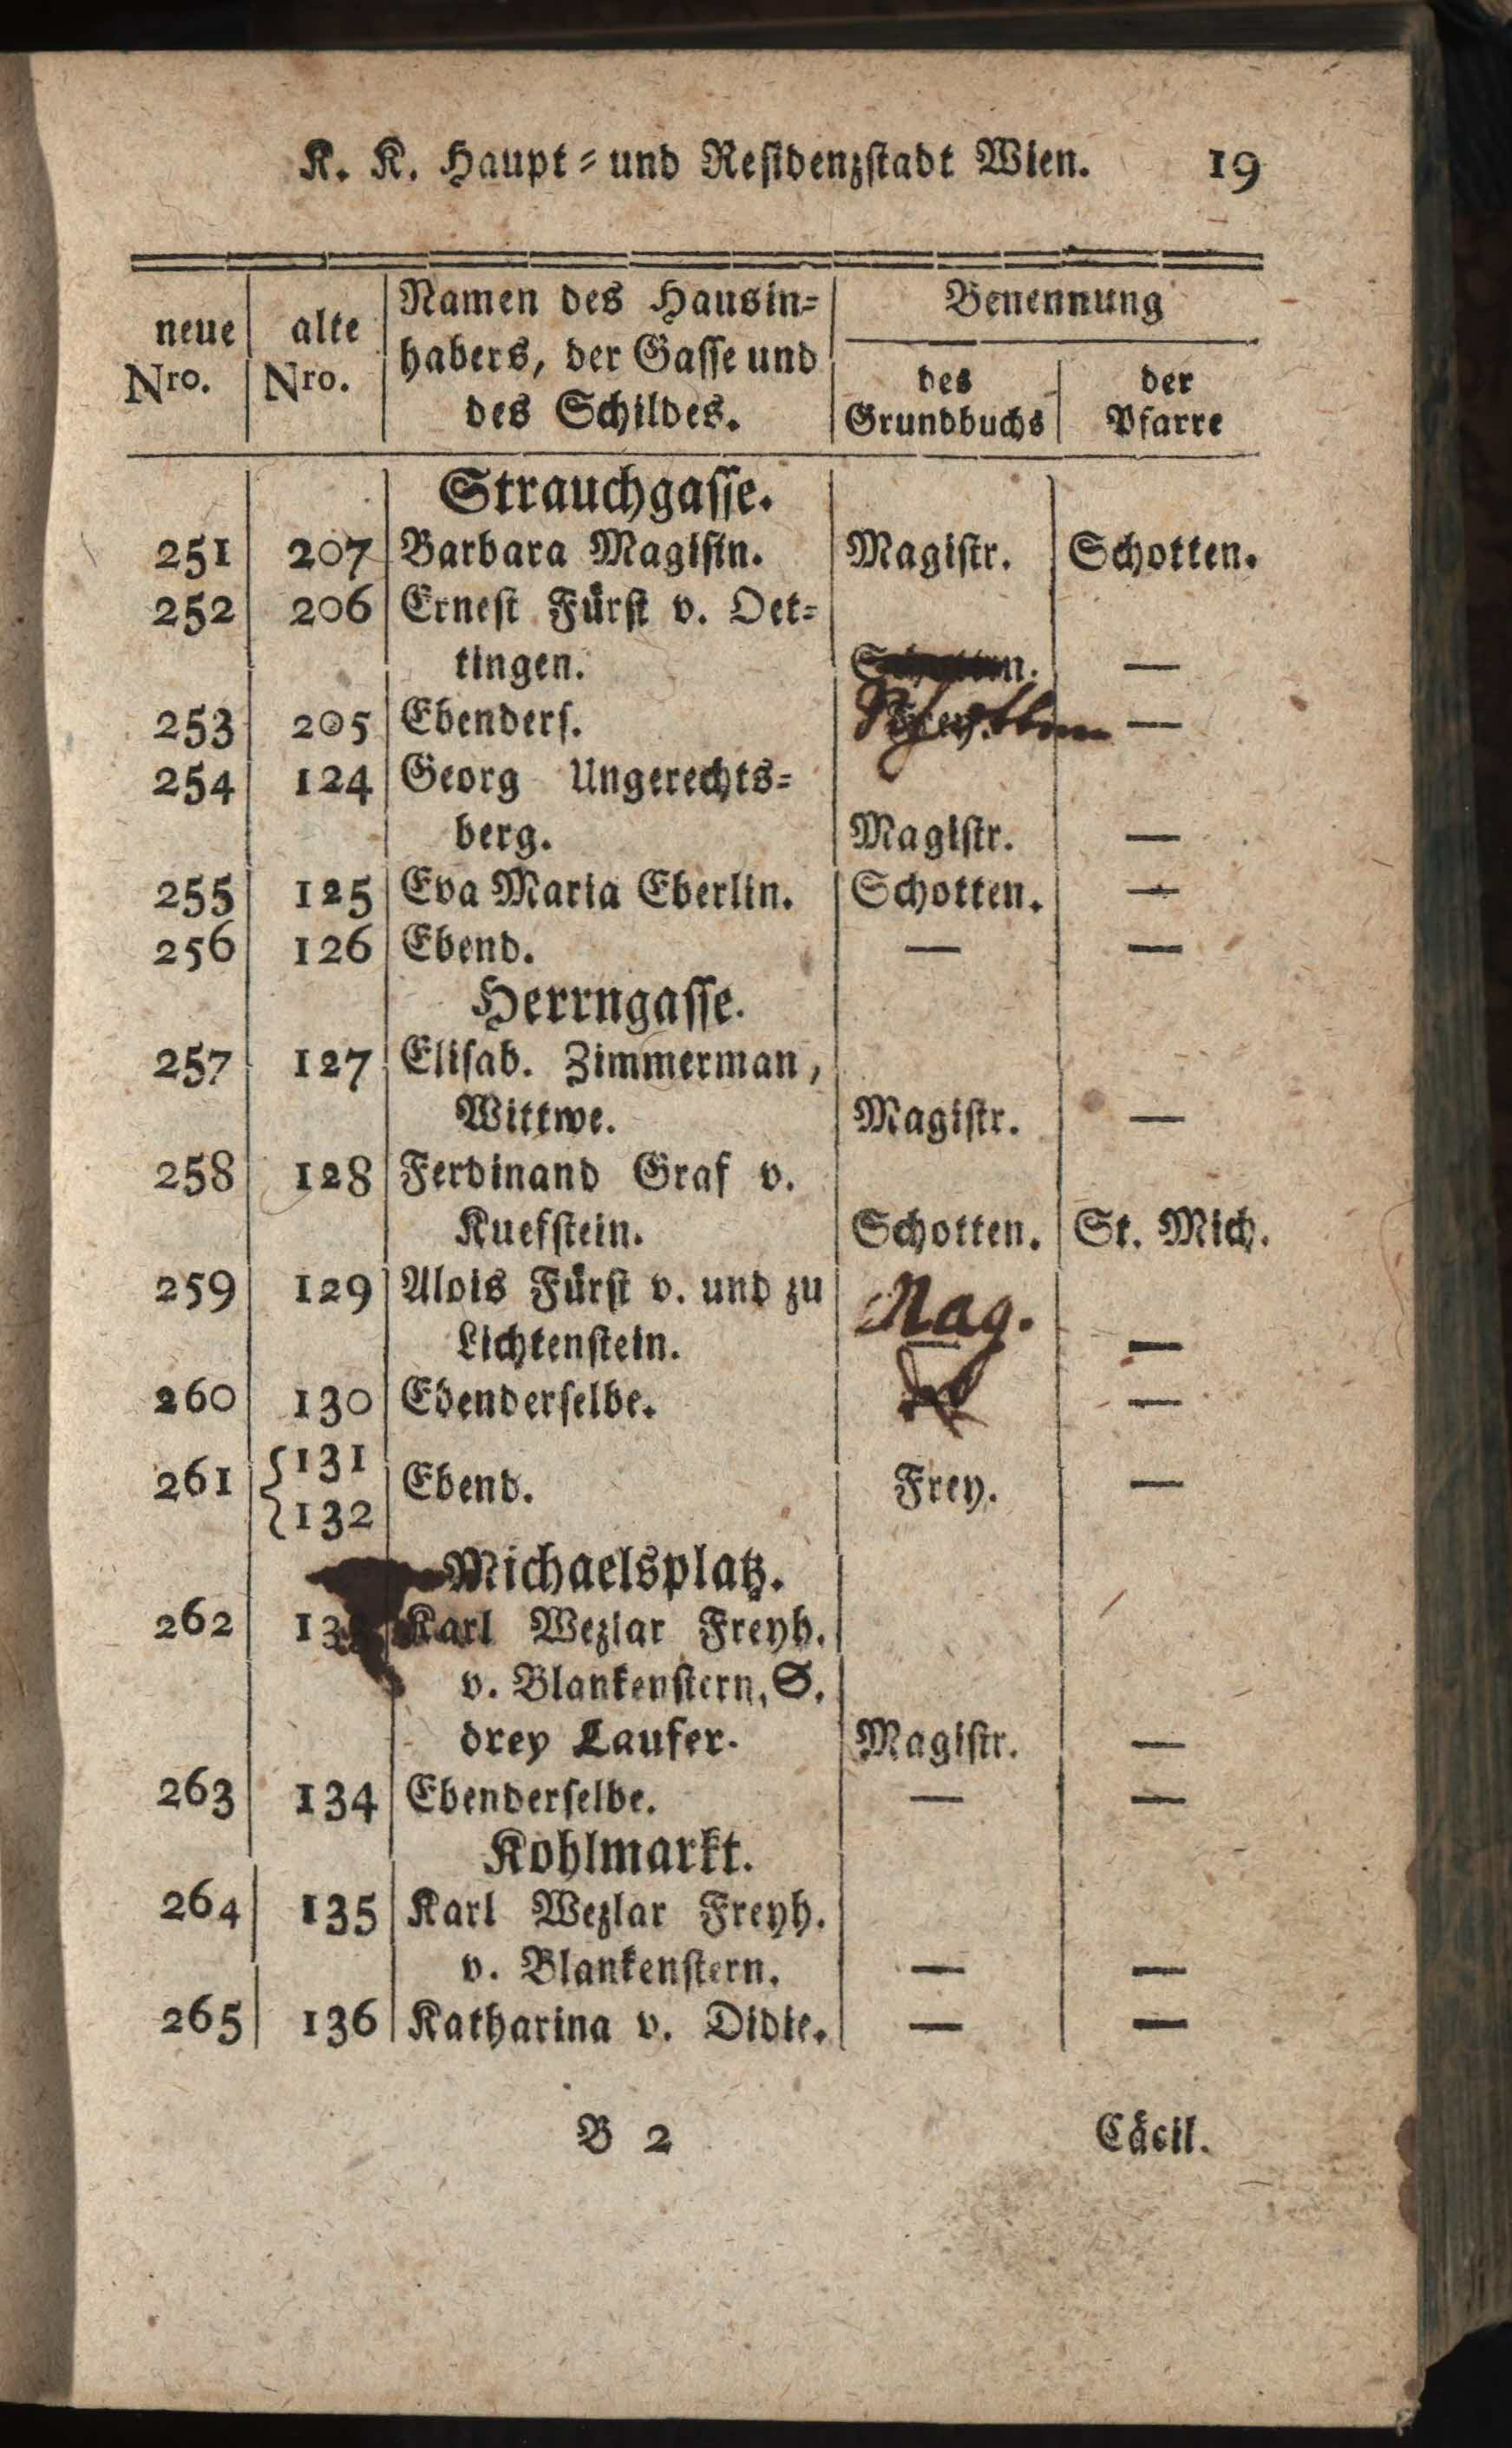 K. K. Haupt- und Residenzstadt Wien. 19
neue Nro. alte Nro. Namen des Hausin-
habers, der Gasse und
des Schildes. Benennung
des Grundbuchs der Pfarre
Strauchgasse.
251 207 Barbara Magisin. Magistr. Schotten.
252 206 Ernest Fürst v. Oet-
tingen. Schotten. —
253 205 Ebenders. Frey. —
254 124 Georg Ungerechts-
berg. Magistr. —
255 125 Eva Maria Eberlin. Schotten. —
256 126 Ebend. — —
Herrngasse.
257 127 Elisab. Zimmerman,
Wittwe. Magistr. —
258 128 Ferdinand Graf v.
Kuefstein. Schotten. St. Mich.
259 129 Alois Fürst v. und zu
Lichtenstein. Mag. —
260 130 Ebenderselbe. —
261 {131
{132 Ebend. Frey. —
Michaelsplatz.
262 Karl Wezlar Freyh.
v. Blankenstern, S.
drey Laufer. Magistr. —
263 134 Ebenderselbe. — —
Kohlmarkt.
264 135 Karl Wezlar Freyh.
v. Blankenstern. — —
265 136 Katharina v. Didie. — —
B 2 Cäcil.